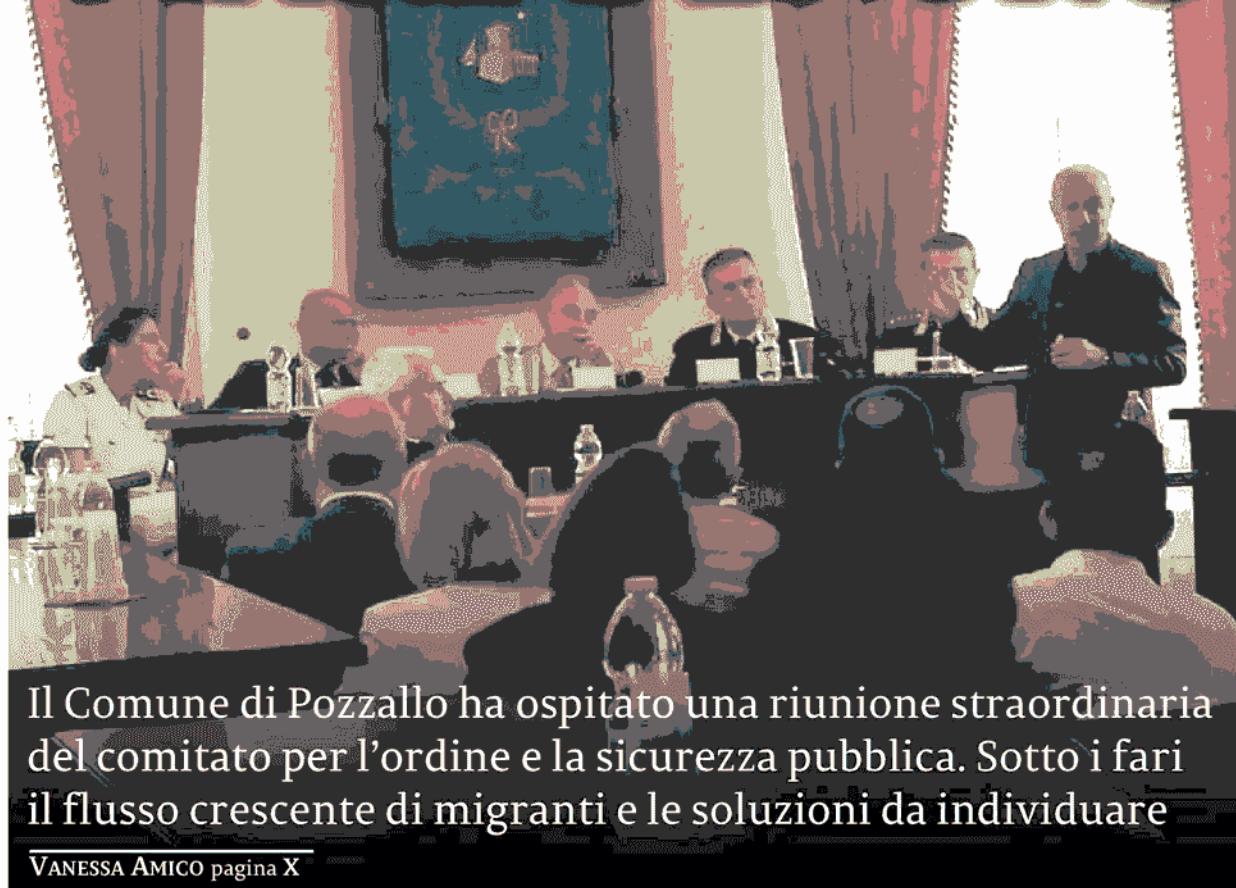 Il Comune di Pozzallo ha ospitato una riunione straordinaria
del comitato per l'ordine e la sicurezza pubblica. Sotto i fari
il flusso crescente di migranti e le soluzioni da individuare
VANESSA AMICO pagina X